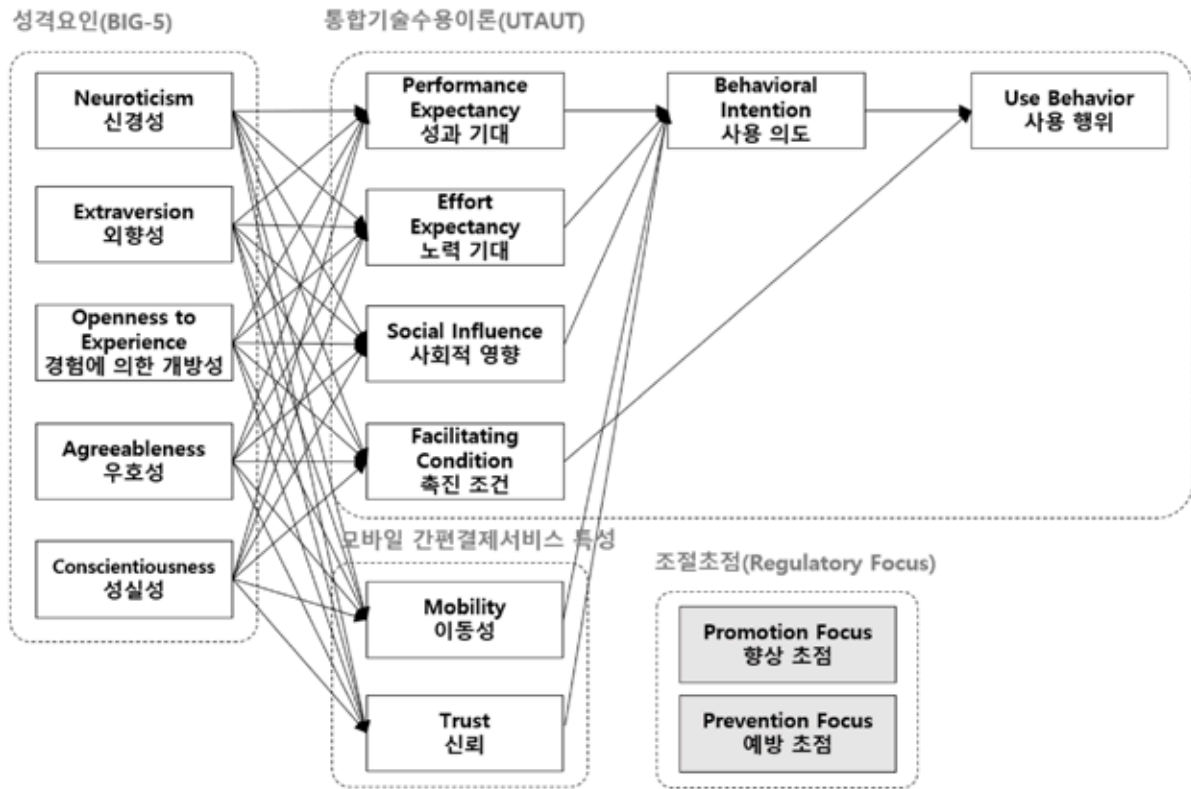 성격요인(BIG-5)
통합기술수용이론(UTAUT)
Neuroticism
신경성
Extraversion
외향성
Openness to
Experience
경험에 의한 개방성
Agreeableness
우호성
Conscientiousness
성실성
Performance
Expectancy
성과 기대
Effort
Expectancy
노력 기대
Social Influence
사회적 영향
Facilitating
Condition
촉진 조건
Behavioral
Intention
사용 의도
Use Behavior
사용 행위
모바일 간편결제서비스 특성
Mobility
이동성
Trust
신뢰
조절초점(Regulatory Focus)
Promotion Focus
향상 초점
Prevention Focus
예방 초점